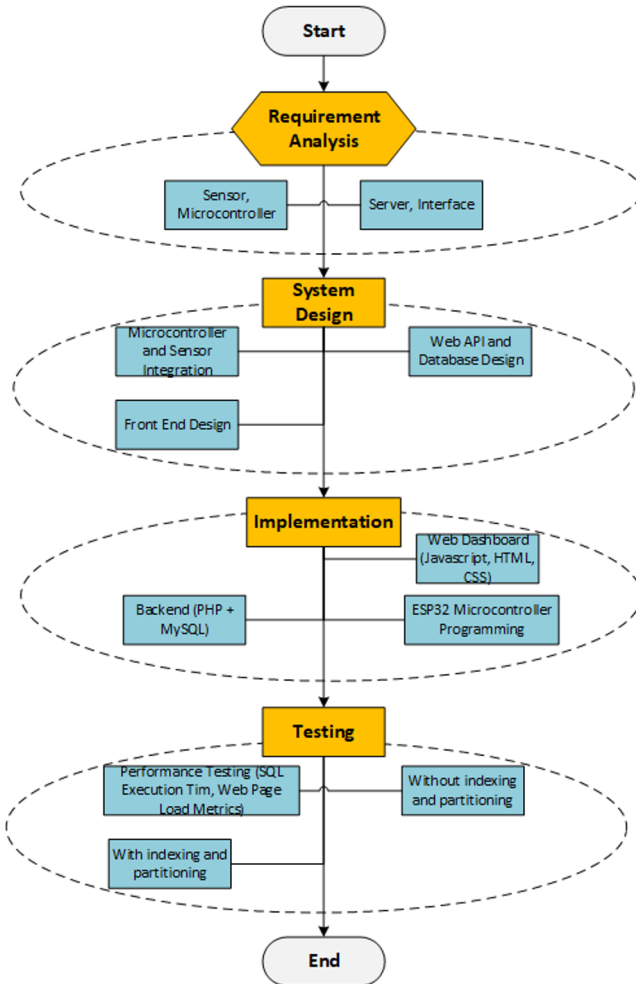 Start
Requirement
Analysis
Sensor,
Microcontroller
Server, Interface
System
Design
Microcontroller
and Sensor
Integration
Web API and
Database Design
Front End Design
Implementation
Web Dashboard
(Javascript, HTML,
CSS)
Backend (PHP +
MySQL)
ESP32 Microcontroller
Programming
Testing
Performance Testing (SQL
Execution Tim, Web Page
Load Metrics)
Without indexing
and partitioning
With indexing and
partitioning
End